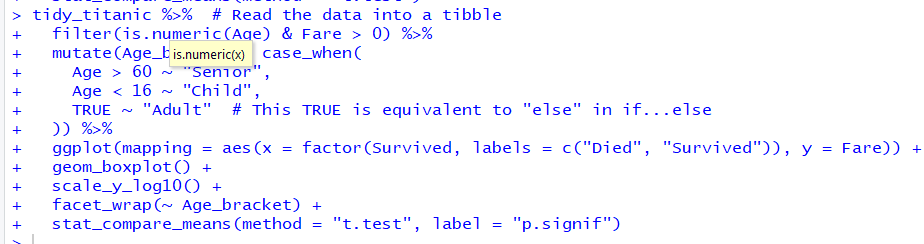 > tidy_titanic %>%  # Read the data into a tibble
+   filter(is.numeric(Age) & Fare > 0) %>%
+   mutate(Age_b case_when(
is.numeric(x)
+     Age > 60 ~ "Senior",
+     Age < 16 ~ "Child",
+     TRUE ~ "Adult"  # This TRUE is equivalent to "else" in if...else
+   )) %>%
+   ggplot(mapping = aes(x = factor(Survived, labels = c("Died", "Survived")), y = Fare)) +
+   geom_boxplot() +
+   scale_y_log10() +
+   facet_wrap(~ Age_bracket) +
+   stat_compare_means(method = "t.test", label = "p.signif")
>